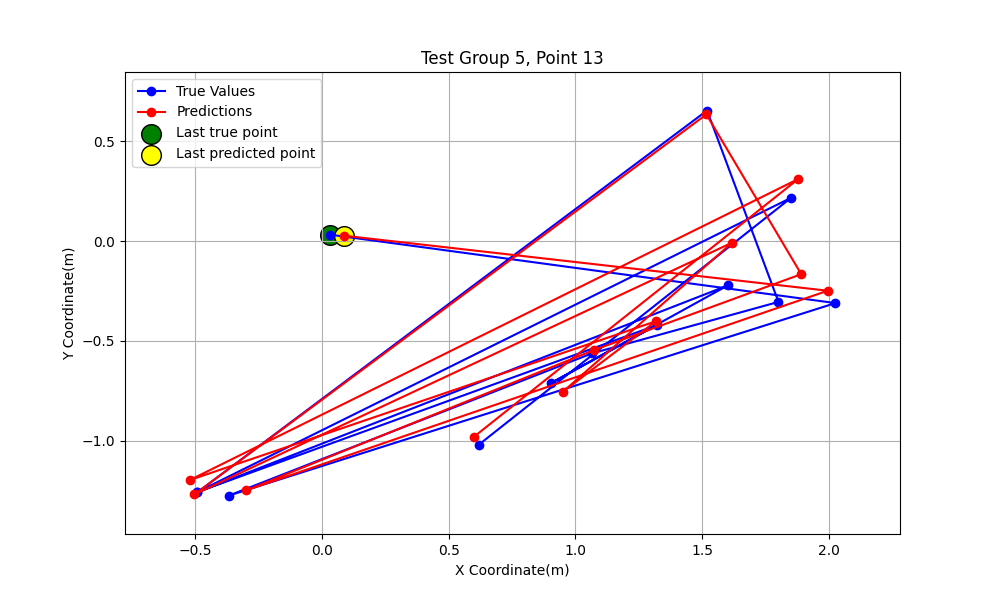 Test Group 5, Point 13
True Values
Predictions
Last true point
Last predicted point
0.5
0.0
−0.5
−1.0
Y Coordinate(m)
−0.5 0.0 0.5 1.0 1.5 2.0
X Coordinate(m)